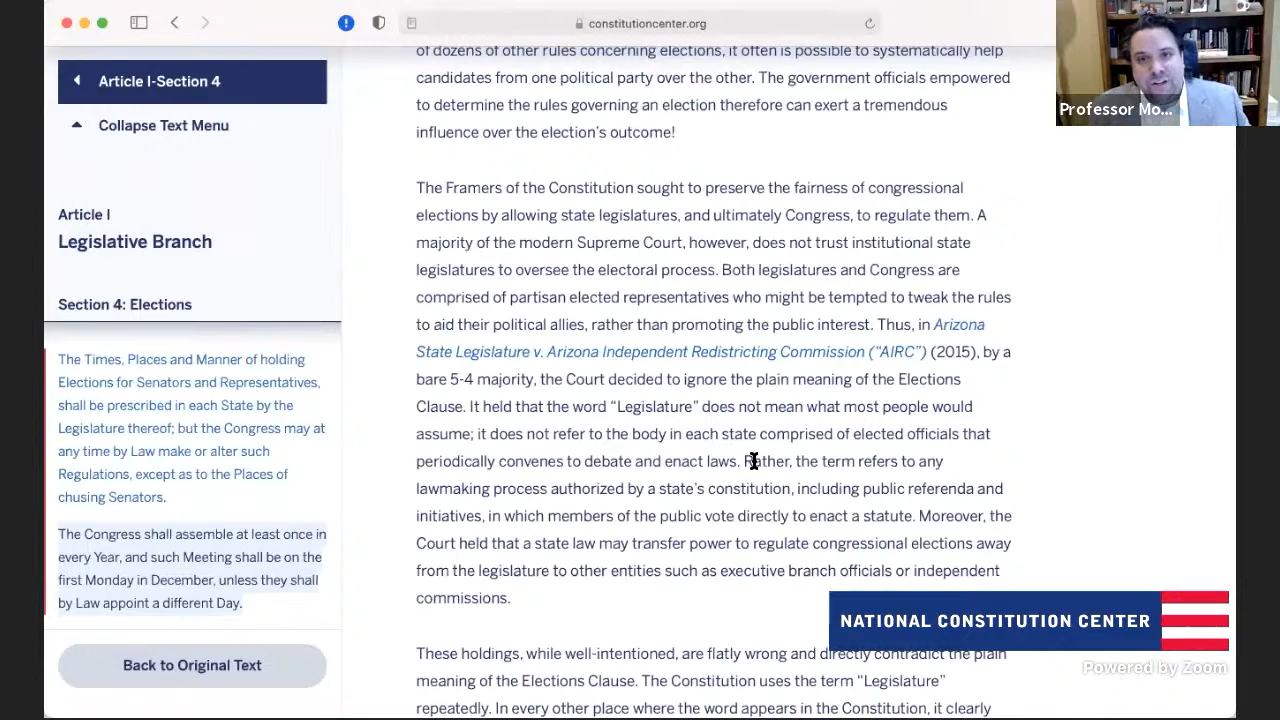 constitutioncenter.org
Article I-Section 4
Collapse Text Menu
Article I
Legislative Branch
Section 4: Elections
The Times, Places and Manner of holding
Elections for Senators and Representatives,
shall be prescribed in each State by the
Legislature thereof; but the Congress may at
any time by Law make or alter such
Regulations, except as to the Places of
chusing Senators.
The Congress shall assemble at least once in
every Year, and such Meeting shall be on the
first Monday in December, unless they shall
by Law appoint a different Day.
Back to Original Text
of dozens of other rules concerning elections, it often is possible to systematically help
candidates from one political party over the other. The government officials empowered
to determine the rules governing an election therefore can exert a tremendous
influence over the election's outcome!
The Framers of the Constitution sought to preserve the fairness of congressional
elections by allowing state legislatures, and ultimately Congress, to regulate them. A
majority of the modern Supreme Court, however, does not trust institutional state
legislatures to oversee the electoral process. Both legislatures and Congress are
comprised of partisan elected representatives who might be tempted to tweak the rules
to aid their political allies, rather than promoting the public interest. Thus, in Arizona
State Legislature v. Arizona Independent Redistricting Commission ("AIRC") (2015), by a
bare 5-4 majority, the Court decided to ignore the plain meaning of the Elections
Clause. It held that the word "Legislature" does not mean what most people would
assume; it does not refer to the body in each state comprised of elected officials that
periodically convenes to debate and enact laws. Rather, the term refers to any
lawmaking process authorized by a state's constitution, including public referenda and
initiatives, in which members of the public vote directly to enact a statute. Moreover, the
Court held that a state law may transfer power to regulate congressional elections away
from the legislature to other entities such as executive branch officials or independent
commissions.
These holdings, while well-intentioned, are flatly wrong and directly contradict the plain
meaning of the Elections Clause. The Constitution uses the term "Legislature"
repeatedly. In every other place where the word appears in the Constitution, it clearly
Professor Mo...
NATIONAL CONSTITUTION CENTER
Powered by Zoom